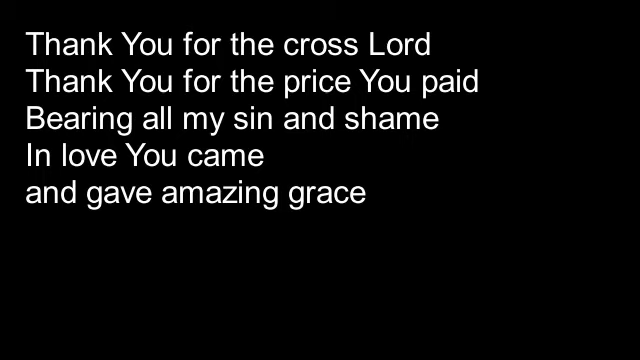 Thank You for the cross Lord
Thank You for the price You paid
Bearing all my sin and shame
In love You came
and gave amazing grace